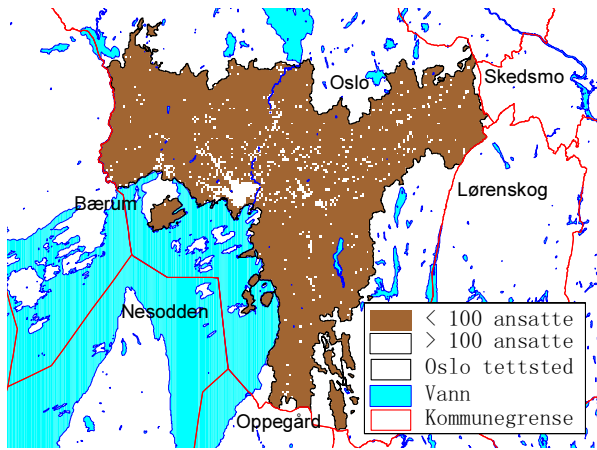 Oslo
Skedsmo
Bærum
Lørenskog
Nesodden
Oppegård
< 100 ansatte
> 100 ansatte
Oslo tettsted
Vann
Kommunegrense